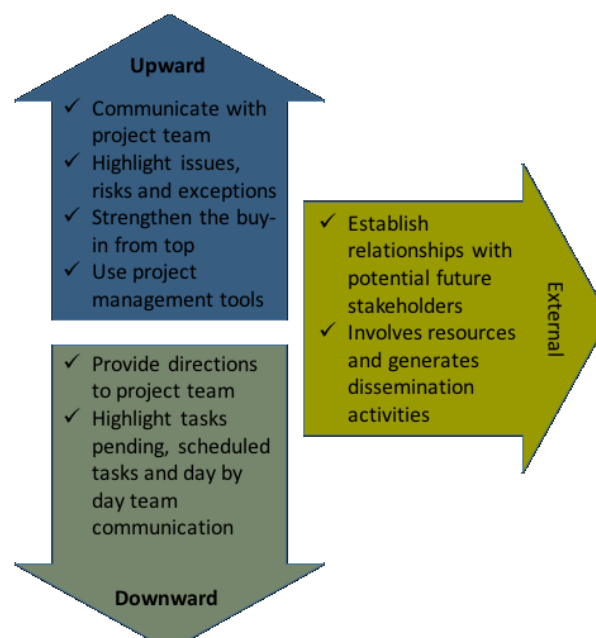 Upward
✓ Communicate with
project team
✓ Highlight issues,
risks and exceptions
✓ Strengthen the buy-
in from top
✓ Use project
management tools
✓ Establish
relationships with
potential future
stakeholders
✓ Involves resources
and generates
dissemination
activities
External
✓ Provide directions
to project team
✓ Highlight tasks
pending, scheduled
tasks and day by
day team
communication
Downward